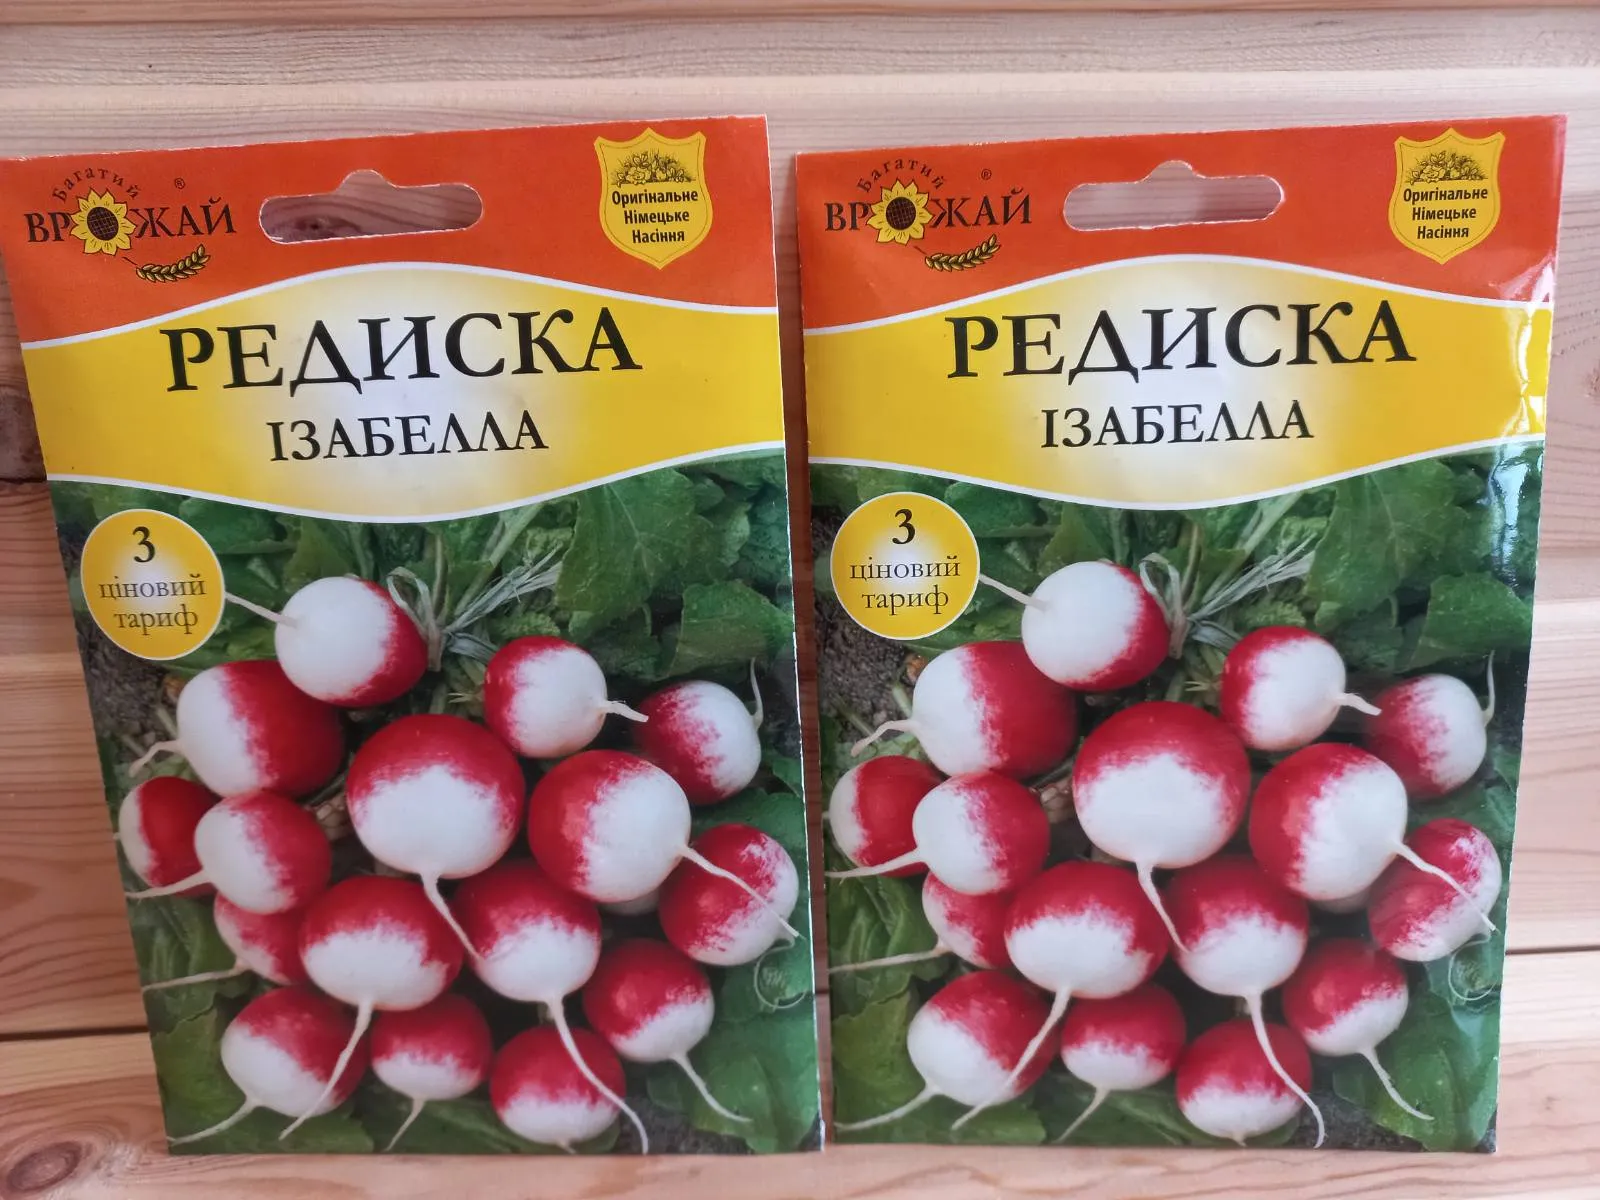 Багатий
ВРОЖАЙ ®
Оригінальне
Німецьке
Насіння
РЕДИСКА
ІЗАБЕЛЛА
3
ціновий
тариф
Багатий
ВРОЖАЙ ®
Оригінальне
Німецьке
Насіння
РЕДИСКА
ІЗАБЕЛЛА
3
ціновий
тариф